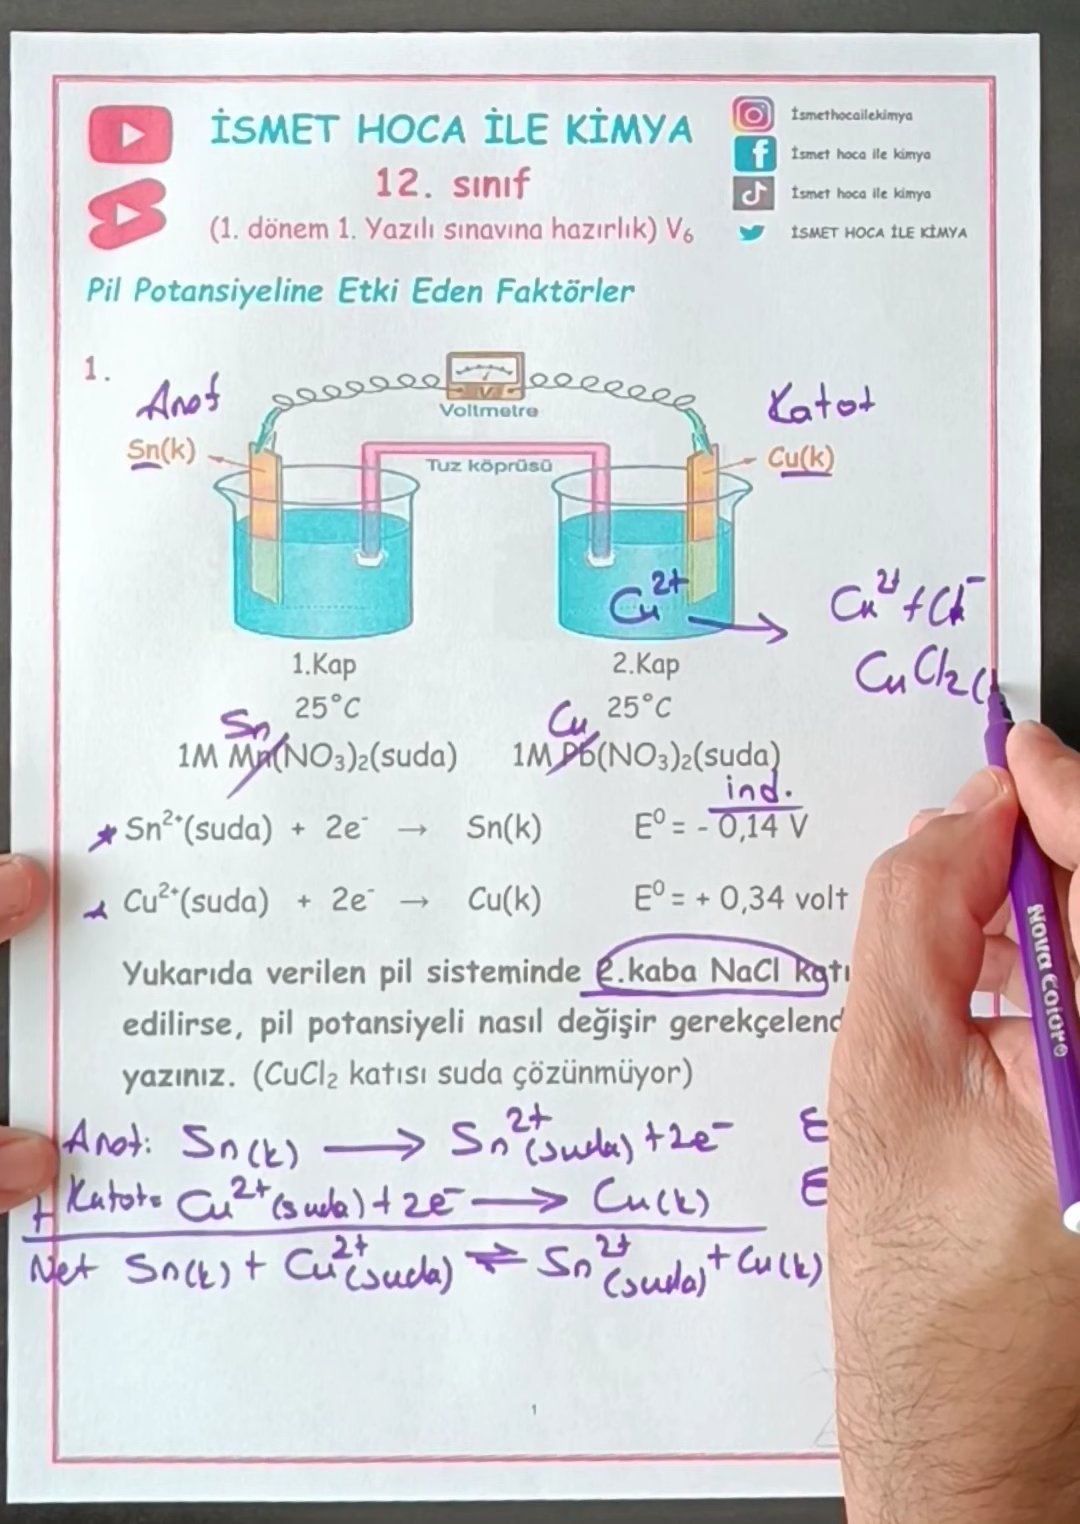 İSMET HOCA İLE KİMYA
12. sınıf
(1. dönem 1. Yazılı sınavına hazırlık) V6
İsmethocailekimya
İsmet hoca ile kimya
İsmet hoca ile kimya
İSMET HOCA İLE KİMYA
Pil Potansiyeline Etki Eden Faktörler
1.
Anot
Katot
V
Voltmetre
Sn(k)
Cu(k)
Tuz köprüsü
Cu²⁺
Cu²⁺ + Cl⁻
CuCl₂(
1.Kap 2.Kap
25°C 25°C
Sn Cu
1M Mn(NO₃)₂(suda) 1M Pb(NO₃)₂(suda)
ind.
Sn²⁺(suda) + 2e⁻ → Sn(k) E⁰ = - 0,14 V
Cu²⁺(suda) + 2e⁻ → Cu(k) E⁰ = + 0,34 volt
Yukarıda verilen pil sisteminde 2.kaba NaCl katı
edilirse, pil potansiyeli nasıl değişir gerekçelend
yazınız. (CuCl₂ katısı suda çözünmüyor)
Anot: Sn(k) → Sn²⁺(suda) + 2e⁻ E
+ Katot: Cu²⁺(suda) + 2e⁻ → Cu(k) E
Net Sn(k) + Cu²⁺(suda) ⇌ Sn²⁺(suda) + Cu(k)
1
Nova Color®